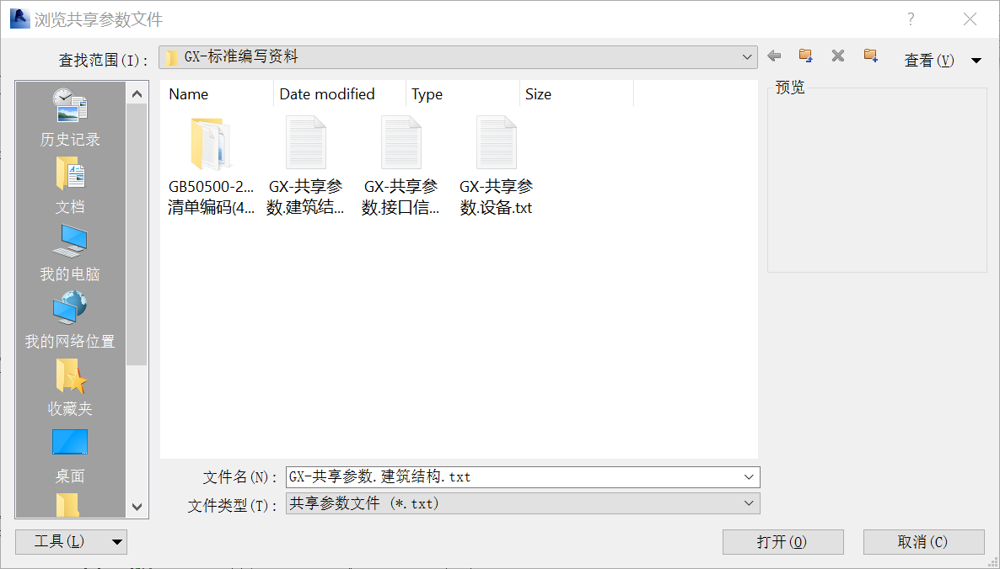 浏览共享参数文件
查找范围(I): GX-标准编写资料 查看(V)
Name Date modified Type Size 预览
历史记录
文档
我的电脑
我的网络位置
收藏夹
桌面
GB50500-2...
清单编码(4...
GX-共享参
数.建筑结...
GX-共享参
数.接口信...
GX-共享参
数.设备.txt
文件名(N): GX-共享参数.建筑结构.txt
文件类型(T): 共享参数文件 (*.txt)
工具(L) 打开(O) 取消(C)